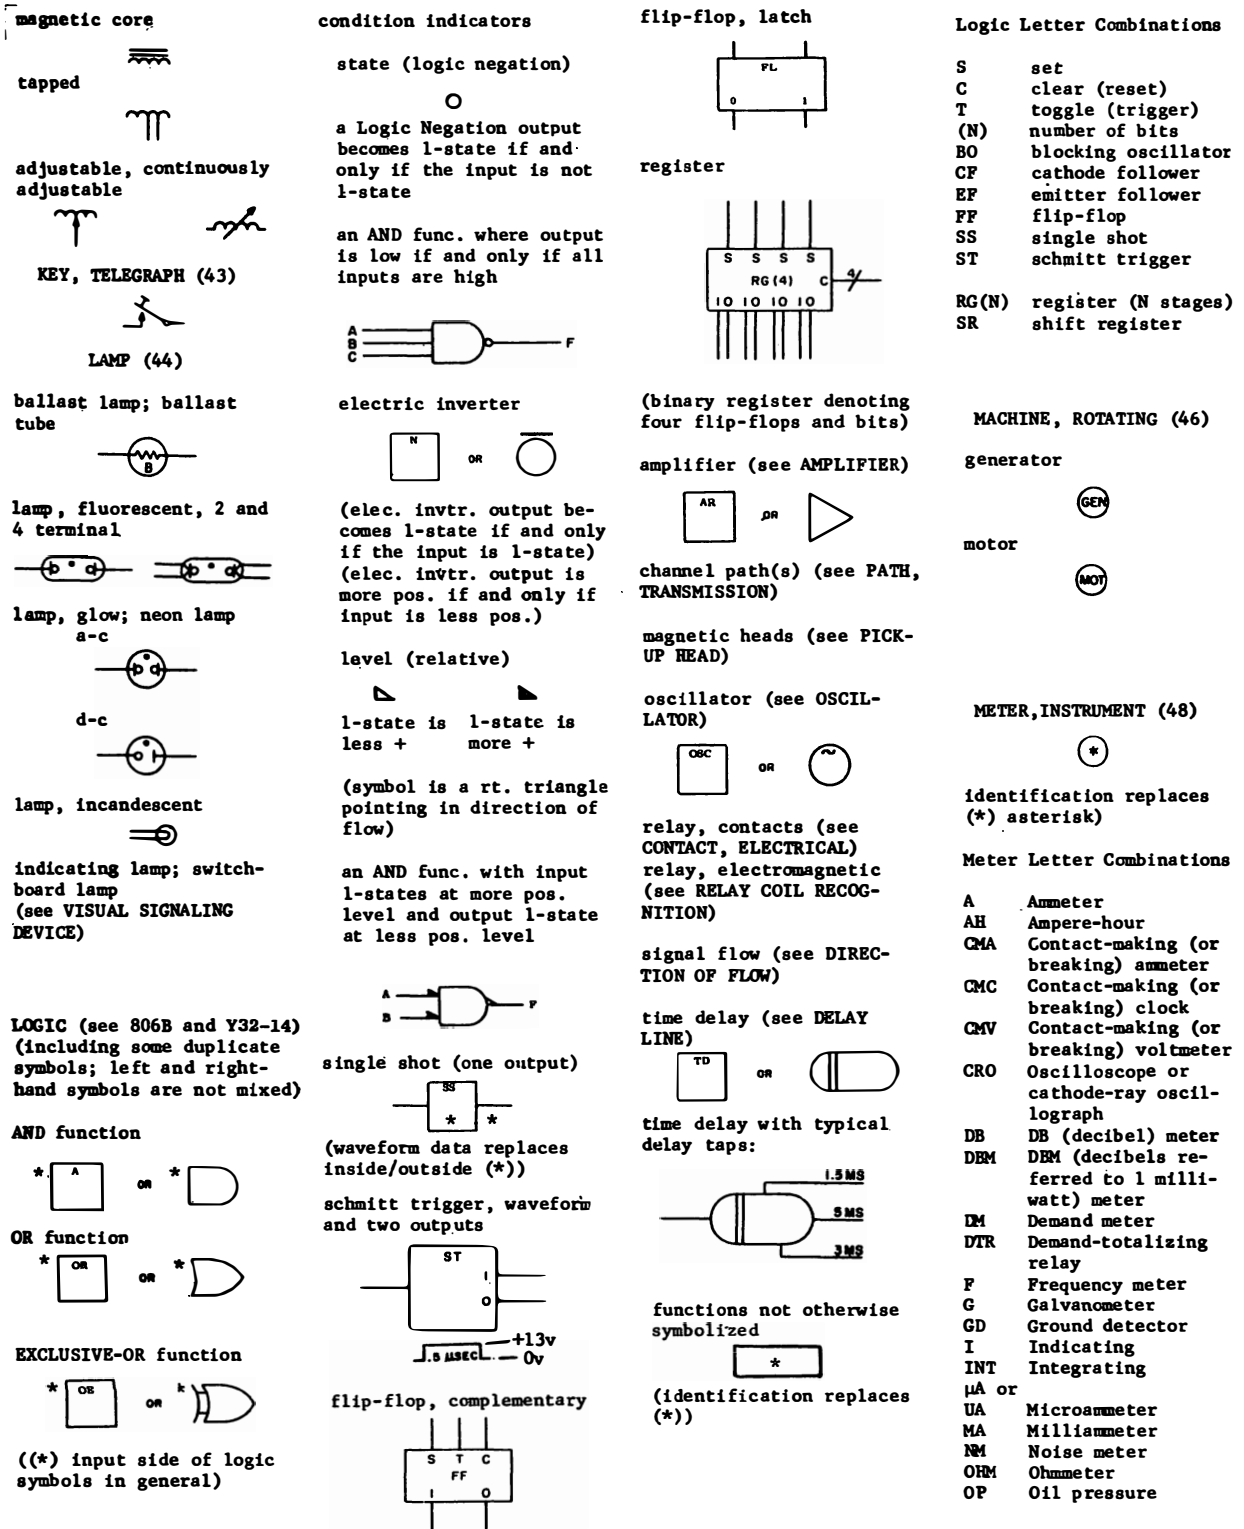 magnetic core
tapped
adjustable, continuously
adjustable
KEY, TELEGRAPH (43)
LAMP (44)
ballast lamp; ballast
tube
B
lamp, fluorescent, 2 and
4 terminal
lamp, glow; neon lamp
a-c
d-c
lamp, incandescent
indicating lamp; switch-
board lamp
(see VISUAL SIGNALING
DEVICE)
LOGIC (see 806B and Y32-14)
(including some duplicate
symbols; left and right-
hand symbols are not mixed)
AND function
* A OR *
OR function
* OR OR *
EXCLUSIVE-OR function
* OE OR *
((*) input side of logic
symbols in general)
condition indicators
state (logic negation)
a Logic Negation output
becomes 1-state if and
only if the input is not
1-state
an AND func. where output
is low if and only if all
inputs are high
A
B F
C
electric inverter
N OR
(elec. invtr. output be-
comes 1-state if and only
if the input is 1-state)
(elec. invtr. output is
more pos. if and only if
input is less pos.)
level (relative)
1-state is 1-state is
less + more +
(symbol is a rt. triangle
pointing in direction of
flow)
an AND func. with input
1-states at more pos.
level and output 1-state
at less pos. level
A F
B
single shot (one output)
SS
* *
(waveform data replaces
inside/outside (*))
schmitt trigger, waveform
and two outputs
ST
1
0
+13v
.5 µSEC 0v
flip-flop, complementary
S T C
FF
1 0
flip-flop, latch
FL
0 1
register
S S S S
RG(4) C 4
10 10 10 10
(binary register denoting
four flip-flops and bits)
amplifier (see AMPLIFIER)
AR OR
channel path(s) (see PATH,
TRANSMISSION)
magnetic heads (see PICK-
UP HEAD)
oscillator (see OSCIL-
LATOR)
OSC OR
relay, contacts (see
CONTACT, ELECTRICAL)
relay, electromagnetic
(see RELAY COIL RECOG-
NITION)
signal flow (see DIREC-
TION OF FLOW)
time delay (see DELAY
LINE)
TD OR
time delay with typical
delay taps:
1.5 MS
5 MS
3 MS
functions not otherwise
symbolized
*
(identification replaces
(*))
Logic Letter Combinations
S set
C clear (reset)
T toggle (trigger)
(N) number of bits
BO blocking oscillator
CF cathode follower
EF emitter follower
FF flip-flop
SS single shot
ST schmitt trigger
RG(N) register (N stages)
SR shift register
MACHINE, ROTATING (46)
generator
GEN
motor
MOT
METER,INSTRUMENT (48)
*
identification replaces
(*) asterisk)
Meter Letter Combinations
A Ammeter
AH Ampere-hour
CMA Contact-making (or
breaking) ammeter
CMC Contact-making (or
breaking) clock
CMV Contact-making (or
breaking) voltmeter
CRO Oscilloscope or
cathode-ray oscil-
lograph
DB DB (decibel) meter
DBM DBM (decibels re-
ferred to 1 milli-
watt) meter
DM Demand meter
DTR Demand-totalizing
relay
F Frequency meter
G Galvanometer
GD Ground detector
I Indicating
INT Integrating
µA or
UA Microammeter
MA Milliammeter
NM Noise meter
OHM Ohmmeter
OP Oil pressure